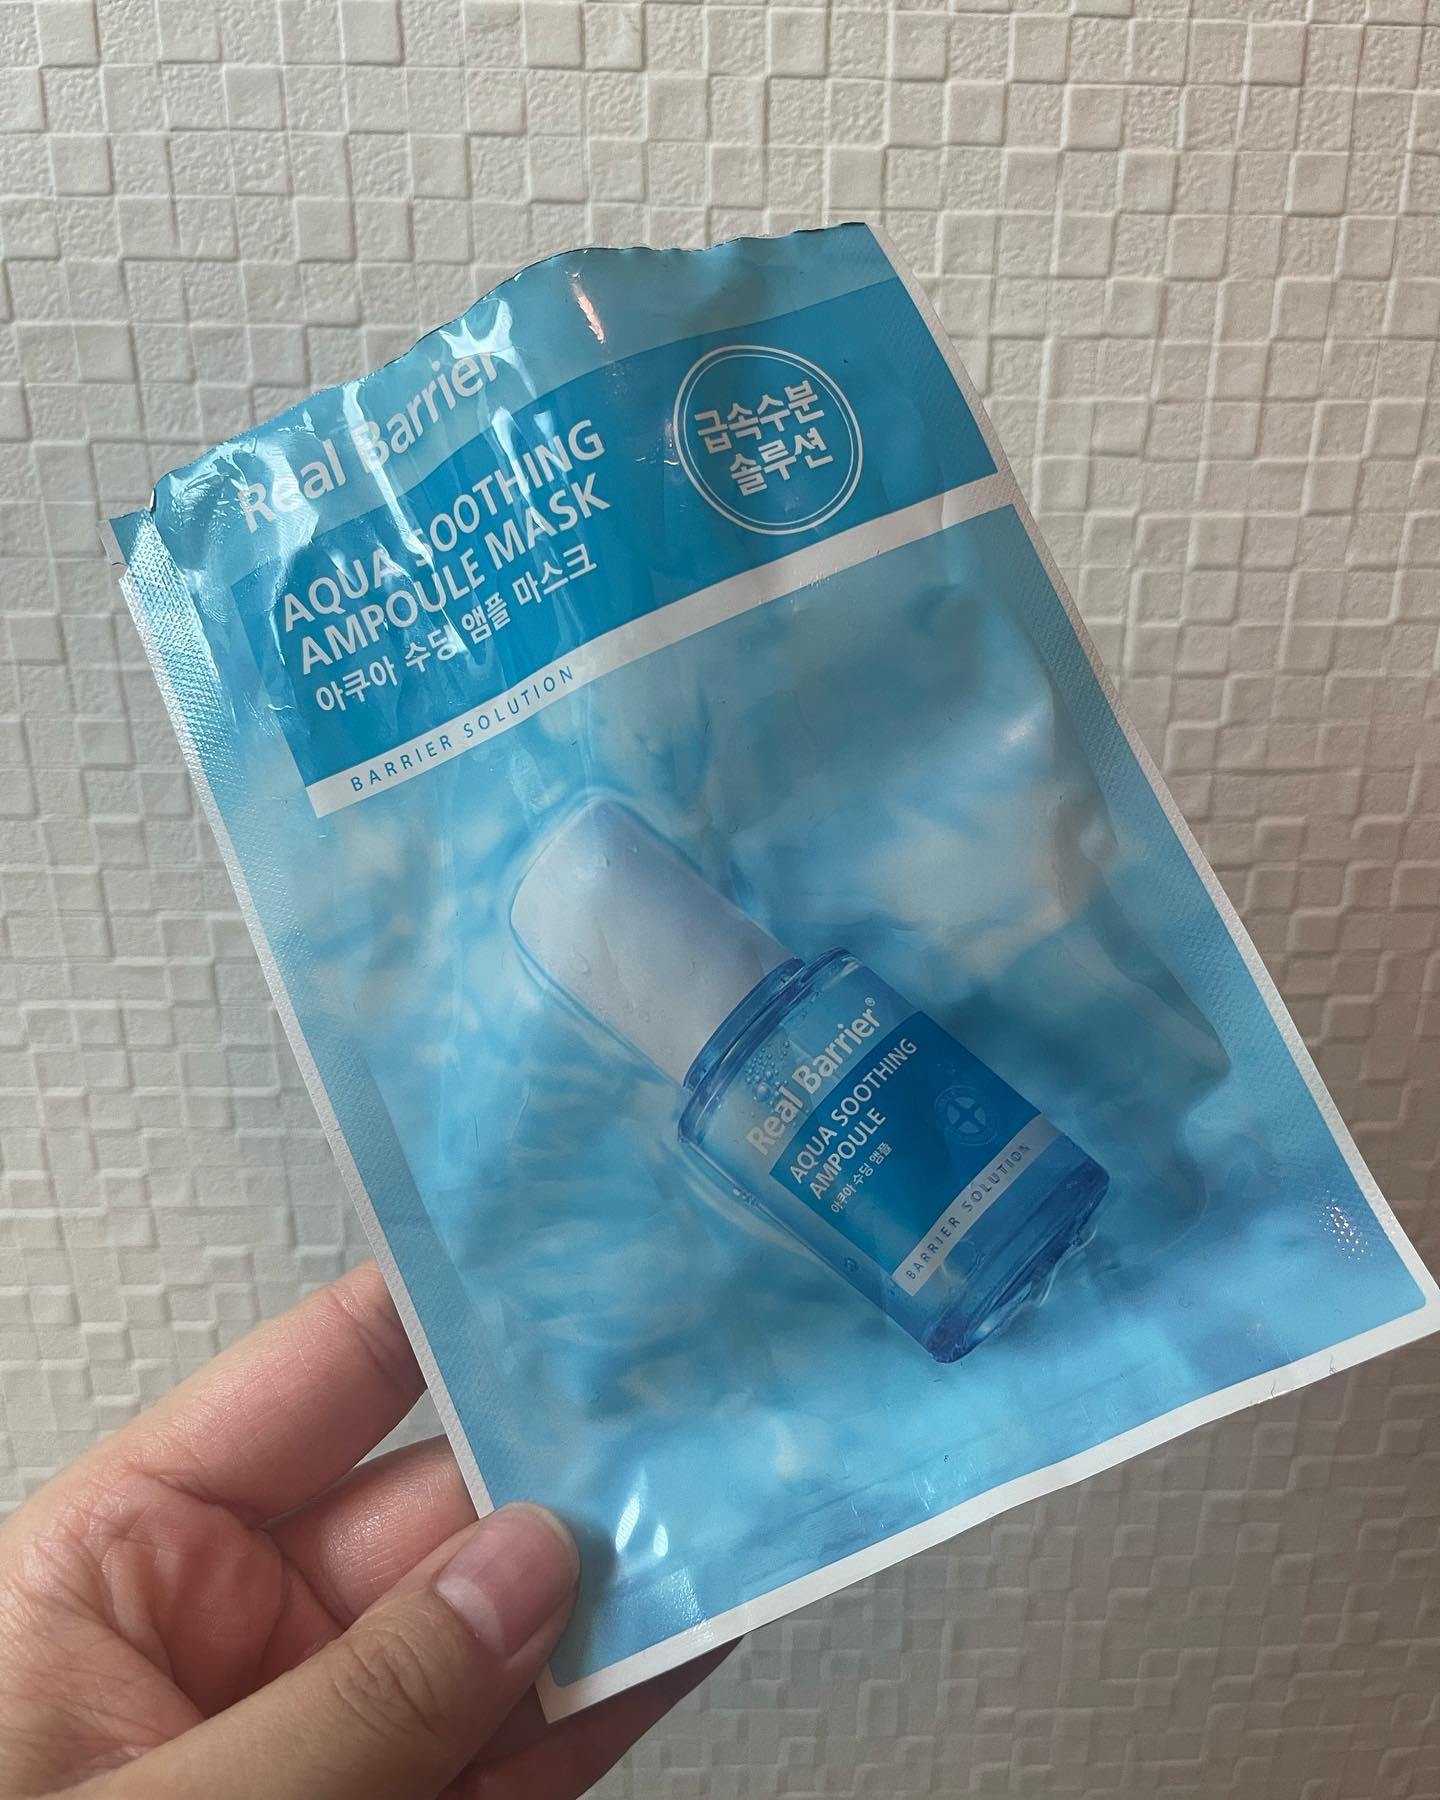 Real Barrier
AQUA SOOTHING
AMPOULE MASK
아쿠아 수딩 앰플 마스크
BARRIER SOLUTION
급속수분
솔루션
Real Barrier®
AQUA SOOTHING
AMPOULE
아쿠아 수딩 앰플
BARRIER SOLUTION